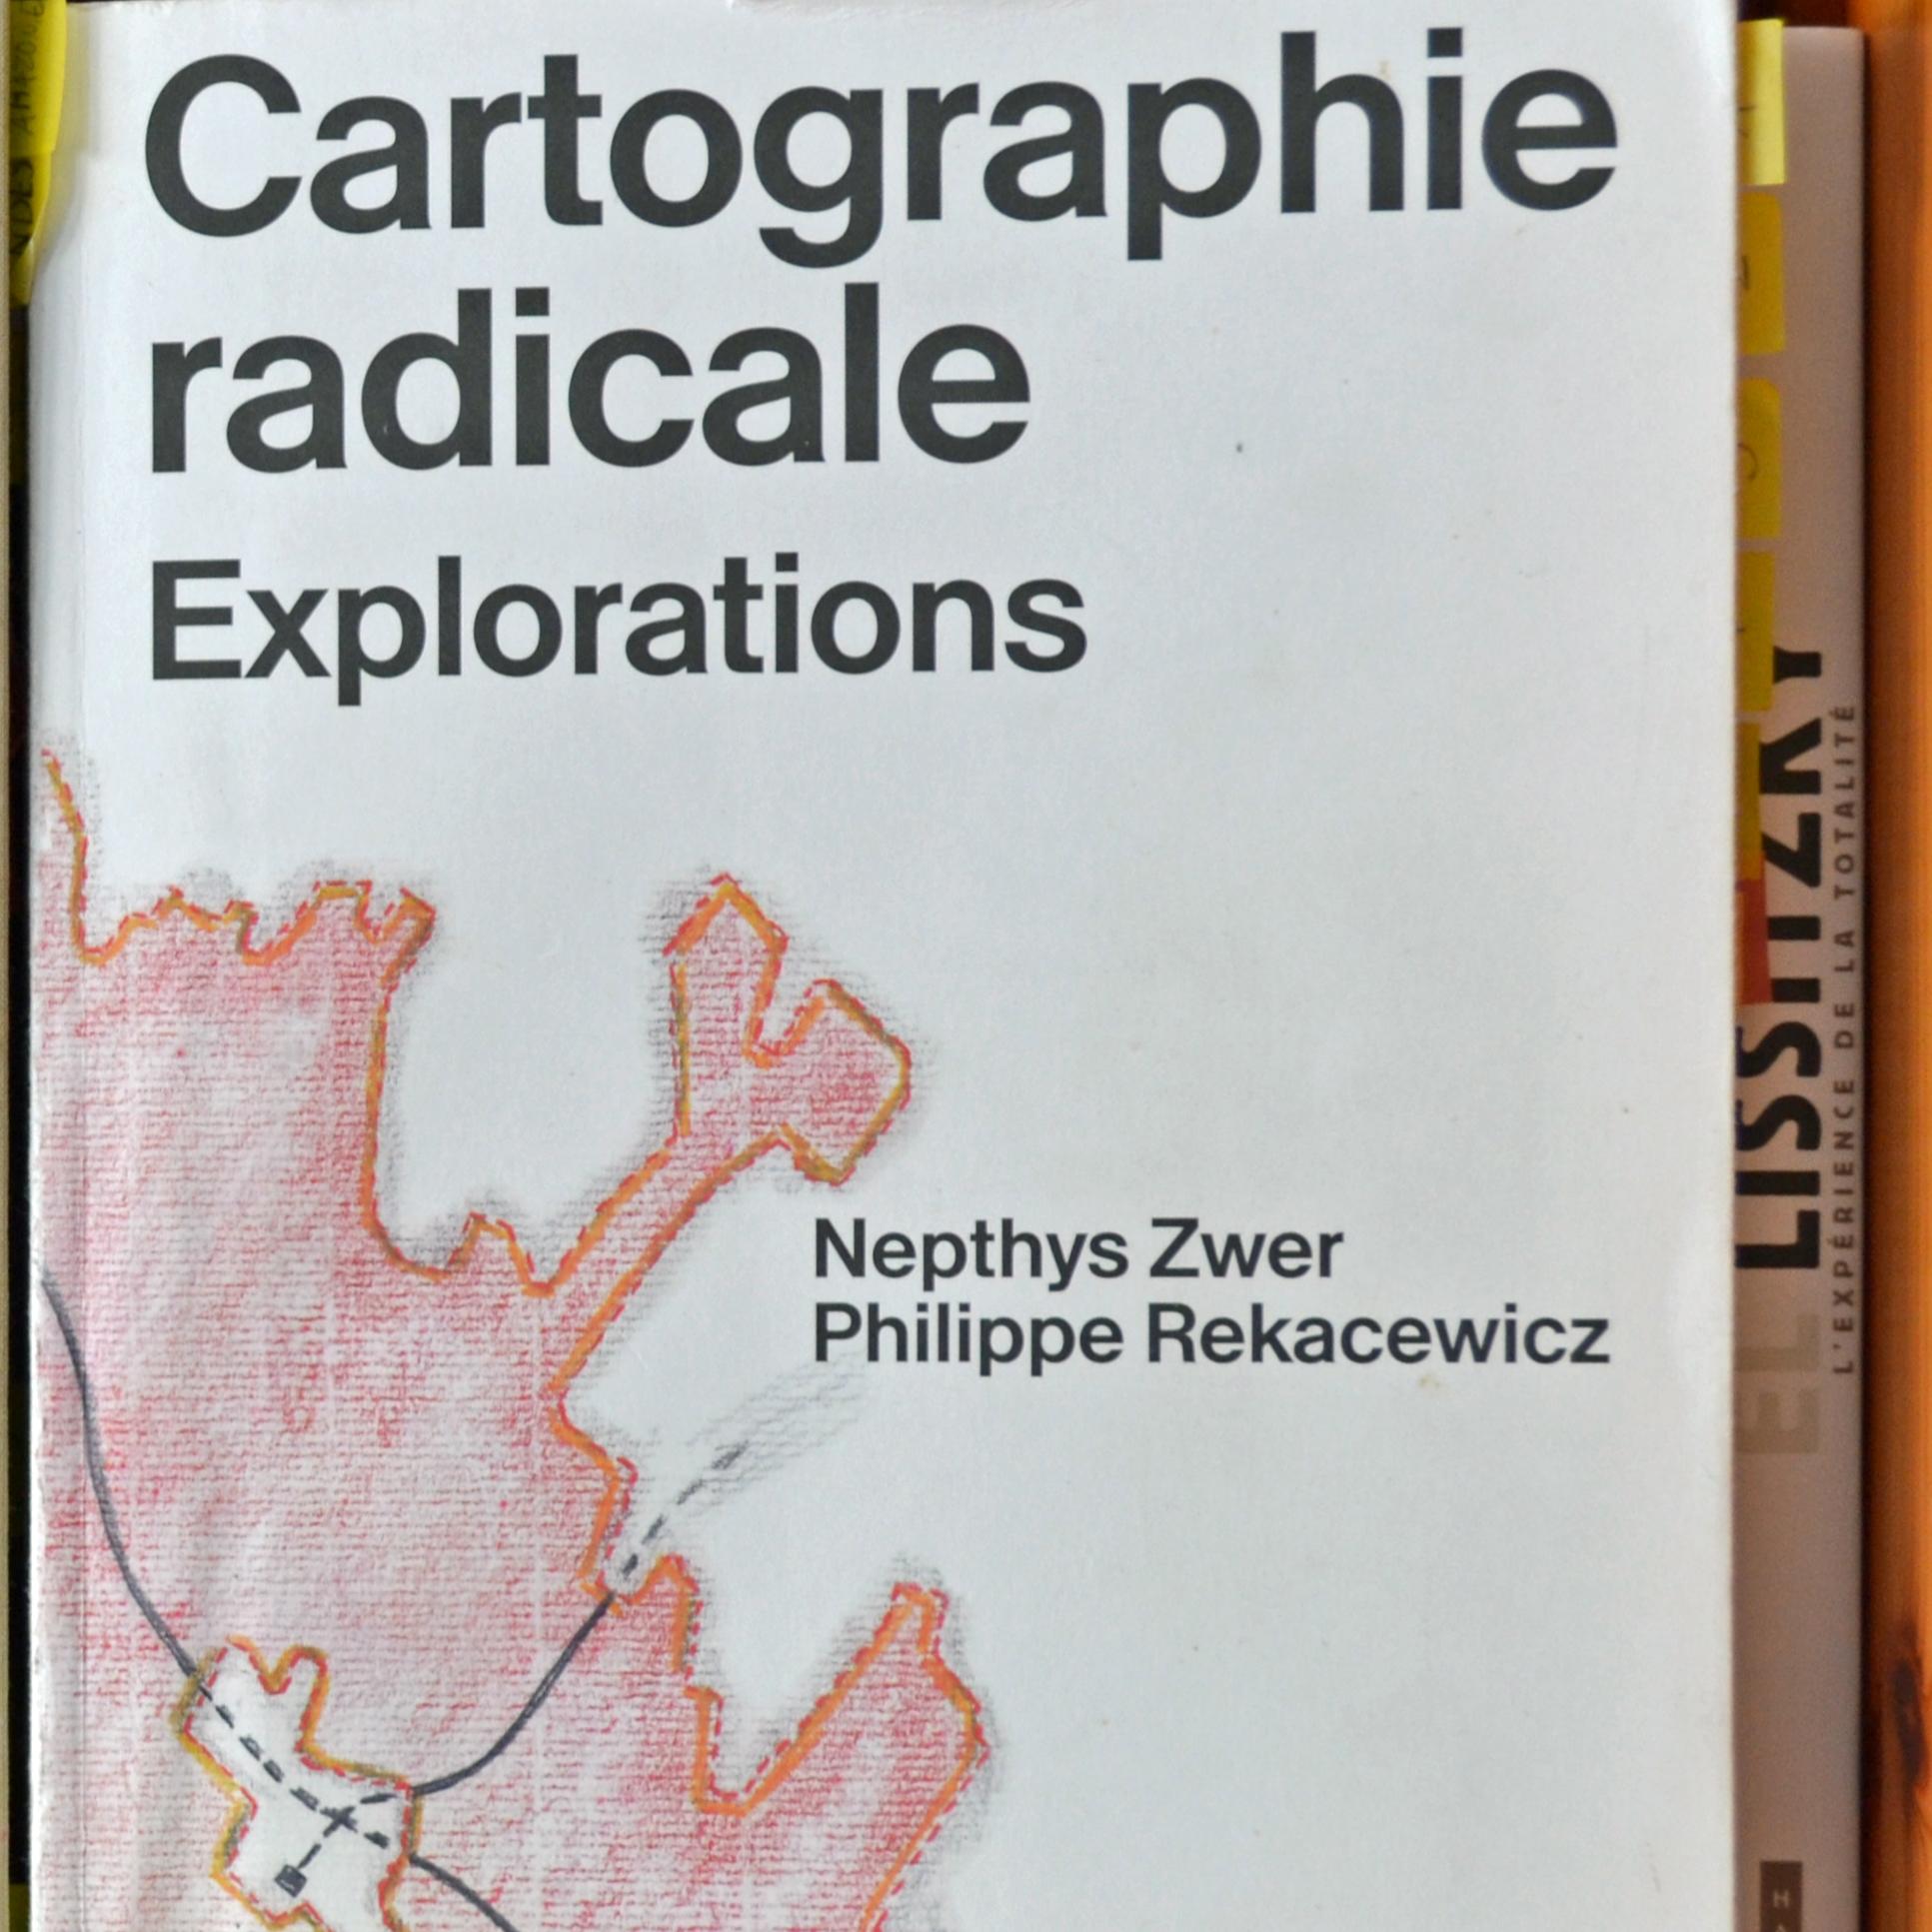 Cartographie
radicale
Explorations
Nepthys Zwer
Philippe Rekacewicz
EL LISSITZKY
L'EXPÉRIENCE DE LA TOTALITÉ